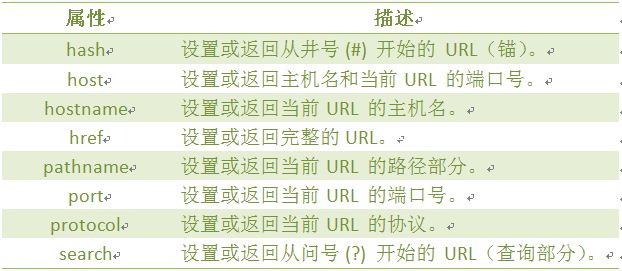 属性 描述
hash 设置或返回从井号 (#) 开始的 URL（锚）。
host 设置或返回主机名和当前 URL 的端口号。
hostname 设置或返回当前 URL 的主机名。
href 设置或返回完整的 URL。
pathname 设置或返回当前 URL 的路径部分。
port 设置或返回当前 URL 的端口号。
protocol 设置或返回当前 URL 的协议。
search 设置或返回从问号 (?) 开始的 URL（查询部分）。